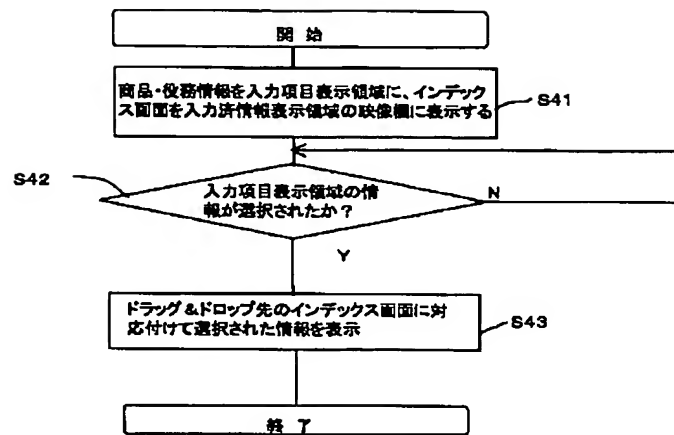 開始
商品・役務情報を入力項目表示領域に、インデック
ス画面を入力済情報表示領域の映像欄に表示する
S41
S42
入力項目表示領域の情
報が選択されたか？
N
Y
ドラッグ&ドロップ先のインデックス画面に対
応付けて選択された情報を表示
S43
終了